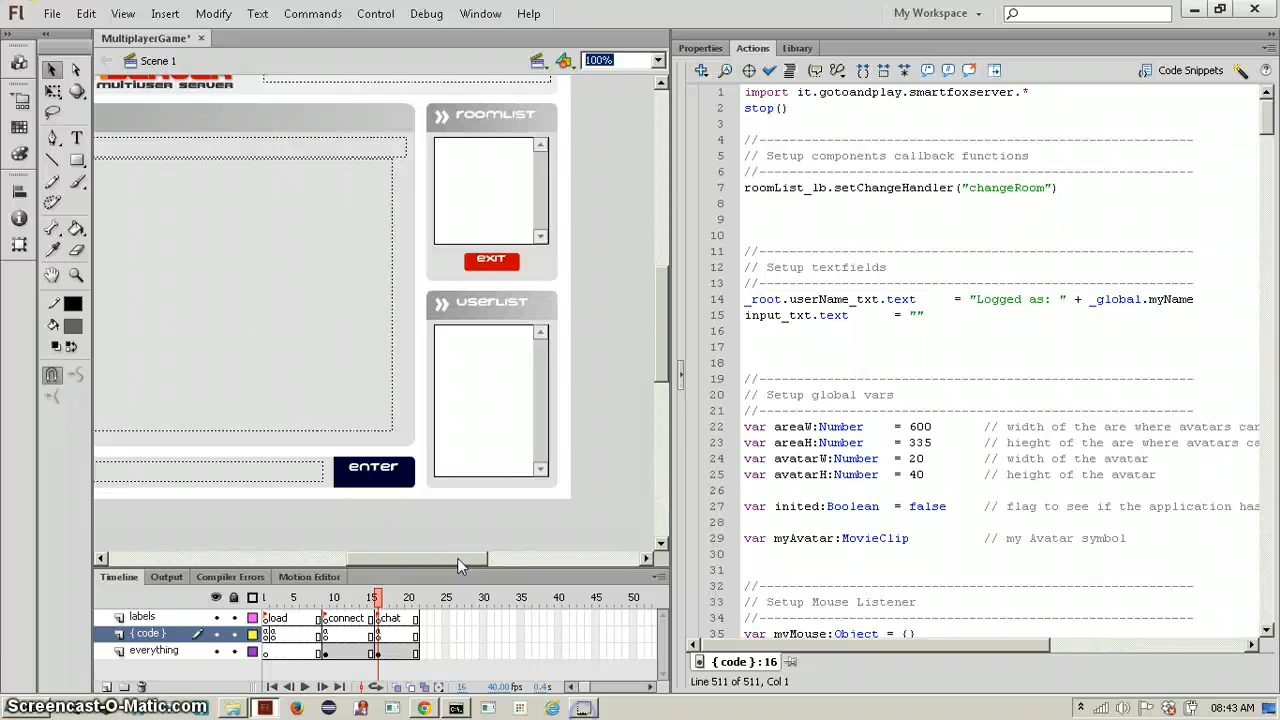 Fl File Edit View Insert Modify Text Commands Control Debug Window Help My Workspace
MultiplayerGame*
Scene 1
100%
MULTIUSER SERVER
ROOMLIST
EXIT
USERLIST
enter
Timeline Output Compiler Errors Motion Editor
1 5 10 15 20 25 30 35 40 45 50
labels load connect chat
{ code }
everything
16 40.00fps 0.4s
Properties Actions Library
Code Snippets
1 import it.gotoandplay.smartfoxserver.*
2 stop()
3
4 //------------------------------------------------------------
5 // Setup components callback functions
6 //------------------------------------------------------------
7 roomList_lb.setChangeHandler("changeRoom")
8
9
10
11 //------------------------------------------------------------
12 // Setup textfields
13 //------------------------------------------------------------
14 _root.userName_txt.text = "Logged as: " + _global.myName
15 input_txt.text = ""
16
17
18
19 //------------------------------------------------------------
20 // Setup global vars
21 //------------------------------------------------------------
22 var areaW:Number = 600 // width of the are where avatars can
23 var areaH:Number = 335 // hieght of the are where avatars c
24 var avatarW:Number = 20 // width of the avatar
25 var avatarH:Number = 40 // height of the avatar
26
27 var inited:Boolean = false // flag to see if the application has
28
29 var myAvatar:MovieClip // my Avatar symbol
30
31
32 //------------------------------------------------------------
33 // Setup Mouse Listener
34 //------------------------------------------------------------
35 var myMouse:Object = {}
{ code } : 16
Line 511 of 511, Col 1
Screencast-O-Matic.com
08:43 AM